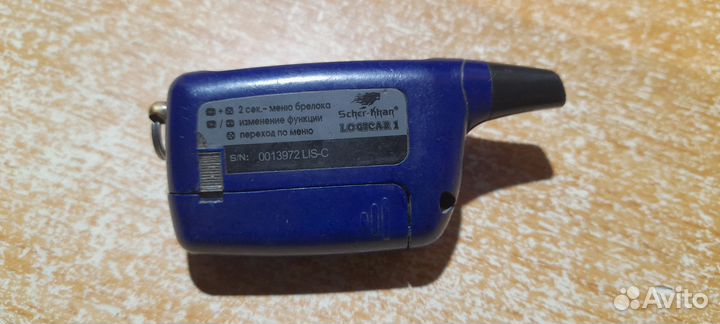 + 2 сек.- меню брелока
/ изменение функции
переход по меню
Scher-Khan®
LOGICAR 1
S/N: 0013972 LIS-C
Avito